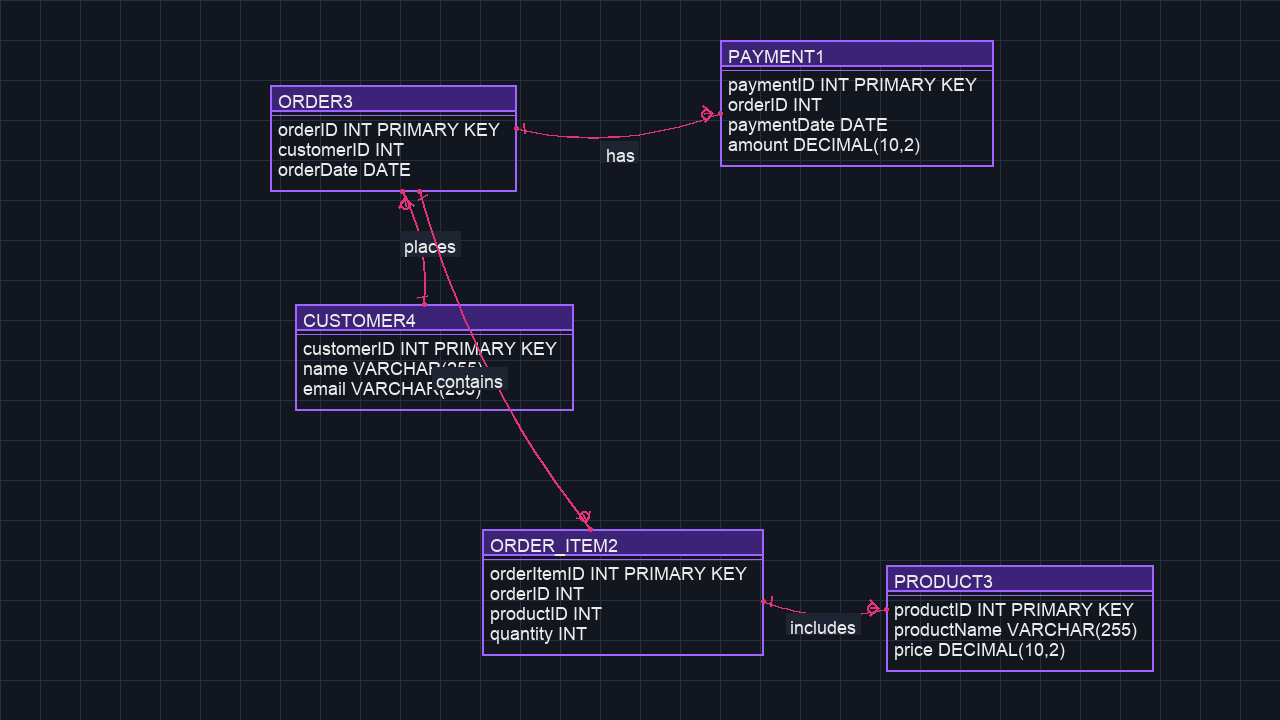 PAYMENT1
paymentID INT PRIMARY KEY
orderID INT
paymentDate DATE
amount DECIMAL(10,2)
ORDER3
orderID INT PRIMARY KEY
customerID INT
orderDate DATE
has
places
CUSTOMER4
customerID INT PRIMARY KEY
name VARCHAR(255)
email VARCHAR(255)
contains
ORDER_ITEM2
orderItemID INT PRIMARY KEY
orderID INT
productID INT
quantity INT
includes
PRODUCT3
productID INT PRIMARY KEY
productName VARCHAR(255)
price DECIMAL(10,2)